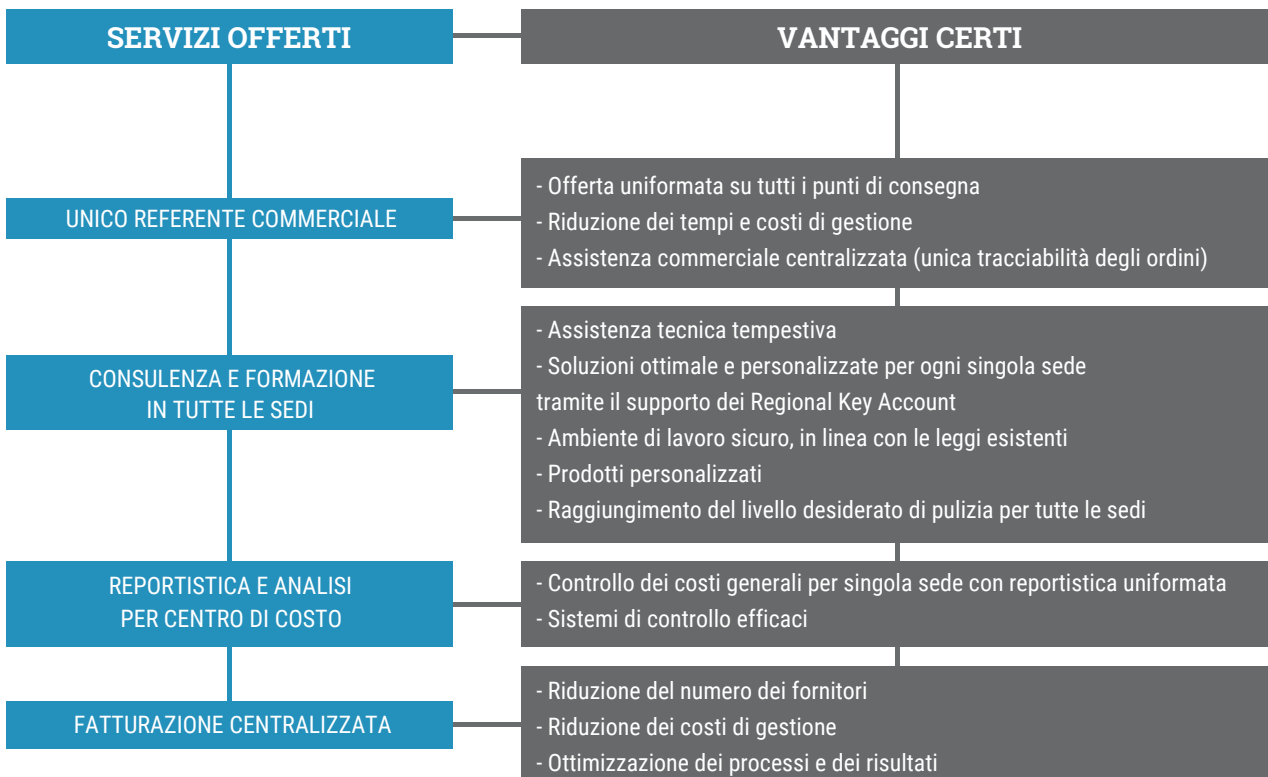 SERVIZI OFFERTI
VANTAGGI CERTI
UNICO REFERENTE COMMERCIALE
- Offerta uniformata su tutti i punti di consegna
- Riduzione dei tempi e costi di gestione
- Assistenza commerciale centralizzata (unica tracciabilità degli ordini)
CONSULENZA E FORMAZIONE
IN TUTTE LE SEDI
- Assistenza tecnica tempestiva
- Soluzioni ottimale e personalizzate per ogni singola sede
tramite il supporto dei Regional Key Account
- Ambiente di lavoro sicuro, in linea con le leggi esistenti
- Prodotti personalizzati
- Raggiungimento del livello desiderato di pulizia per tutte le sedi
REPORTISTICA E ANALISI
PER CENTRO DI COSTO
- Controllo dei costi generali per singola sede con reportistica uniformata
- Sistemi di controllo efficaci
FATTURAZIONE CENTRALIZZATA
- Riduzione del numero dei fornitori
- Riduzione dei costi di gestione
- Ottimizzazione dei processi e dei risultati